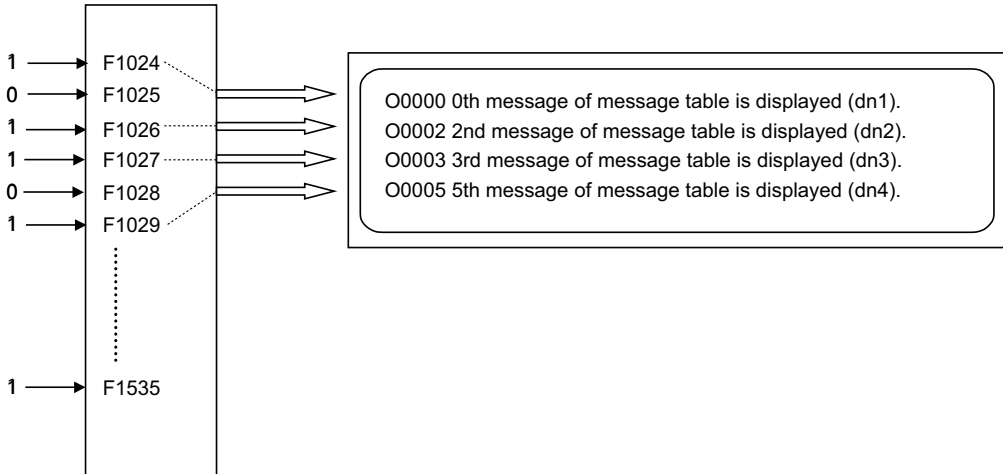 1 F1024
0 F1025
1 F1026
1 F1027
0 F1028
1 F1029
1 F1535
O0000 0th message of message table is displayed (dn1).
O0002 2nd message of message table is displayed (dn2).
O0003 3rd message of message table is displayed (dn3).
O0005 5th message of message table is displayed (dn4).